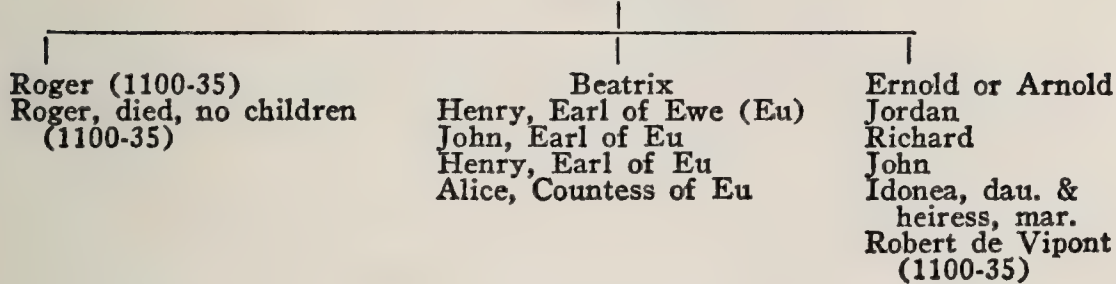 Roger (1100-35)
Roger, died, no children
(1100-35)
Beatrix
Henry, Earl of Ewe (Eu)
John, Earl of Eu
Henry, Earl of Eu
Alice, Countess of Eu
Ernold or Arnold
Jordan
Richard
John
Idonea, dau. &
heiress, mar.
Robert de Vipont
(1100-35)